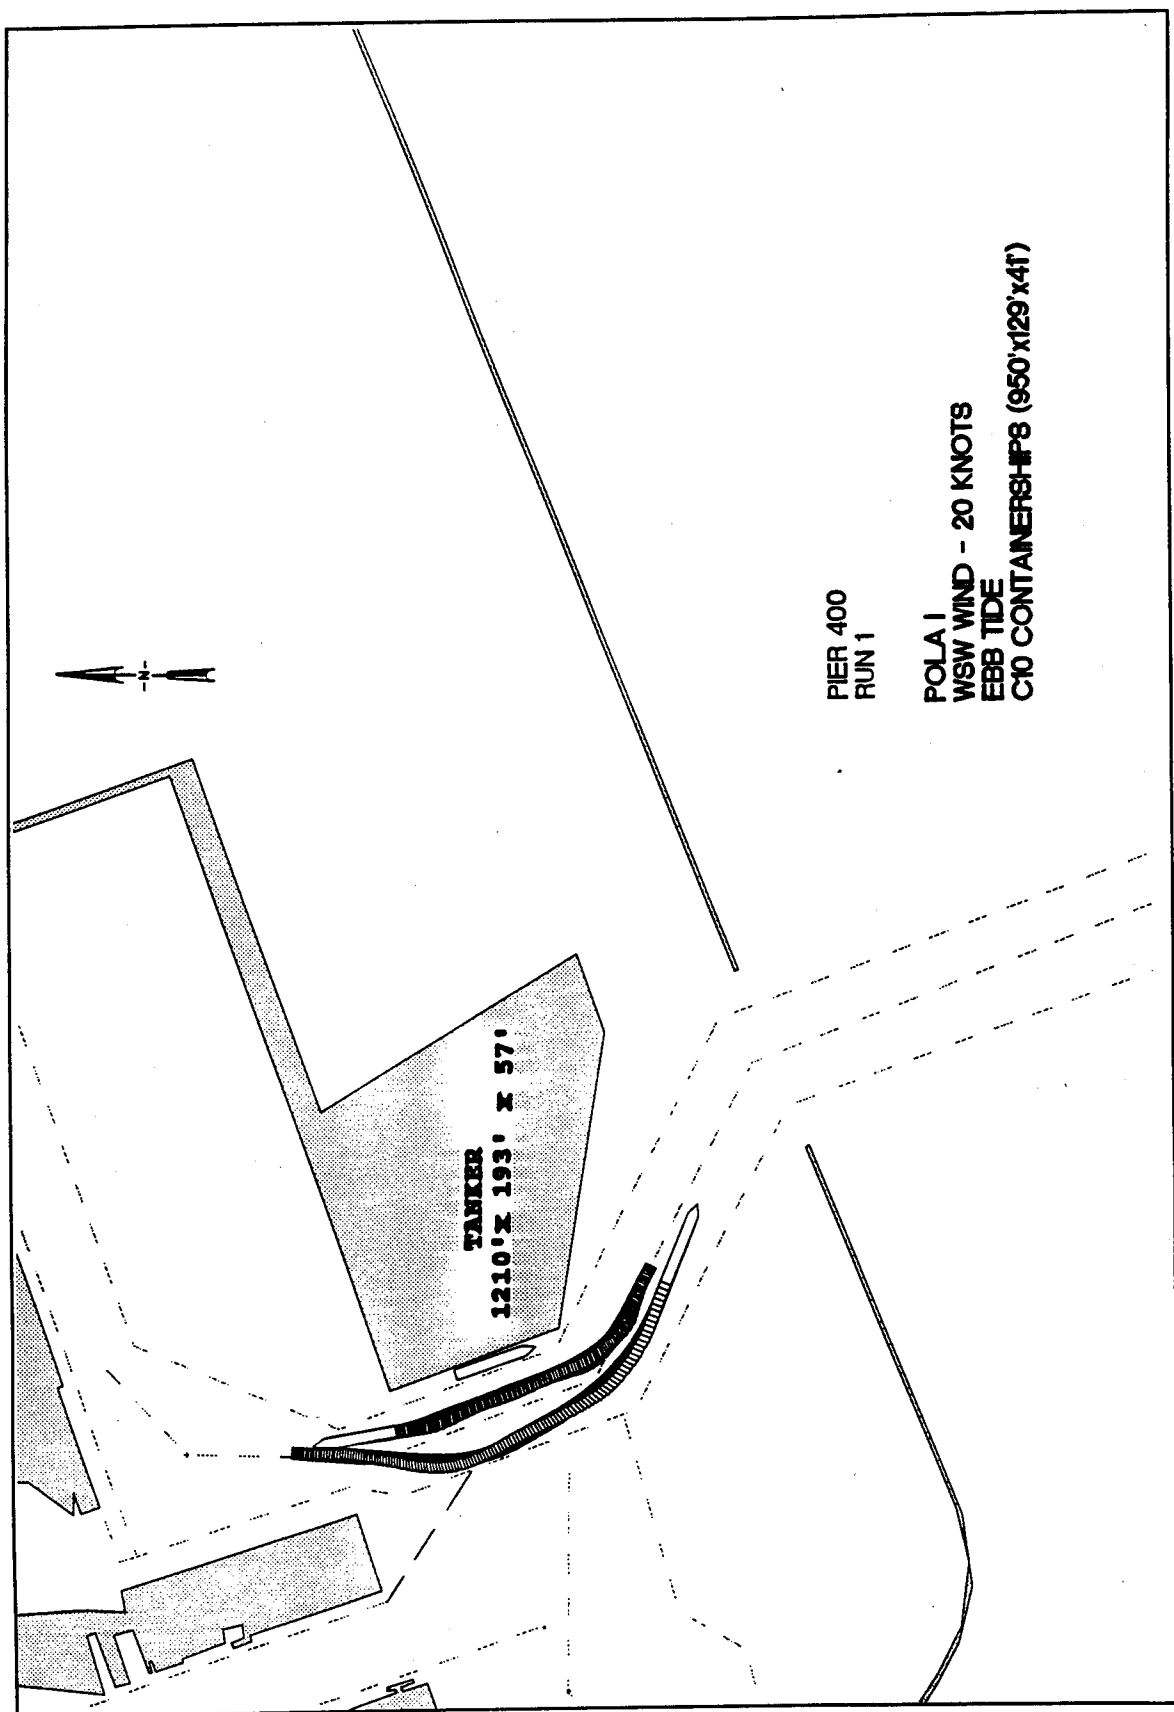 -N-
TANKER
1210'X 193' X 57'
PIER 400
RUN 1
POLA I
WSW WIND - 20 KNOTS
EBB TIDE
C10 CONTAINERSHIPS (950'x129'x41')